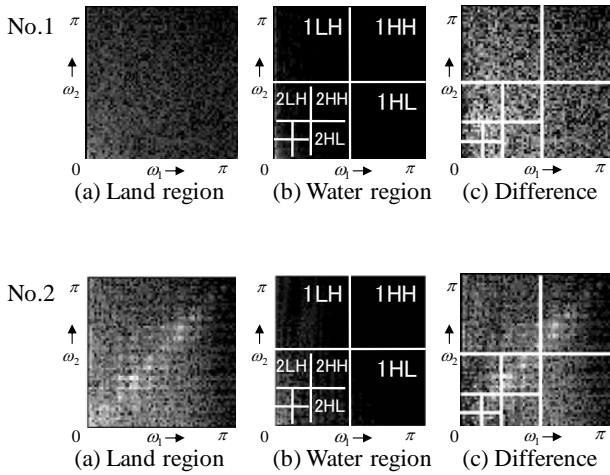 No.1
π π π
1LH 1HH
ω₂ ω₂ ω₂
2LH 2HH 1HL
2HL
0 ω₁ π 0 ω₁ π 0 ω₁ π
(a) Land region (b) Water region (c) Difference
No.2
π π π
1LH 1HH
ω₂ ω₂ ω₂
2LH 2HH 1HL
2HL
0 ω₁ π 0 ω₁ π 0 ω₁ π
(a) Land region (b) Water region (c) Difference